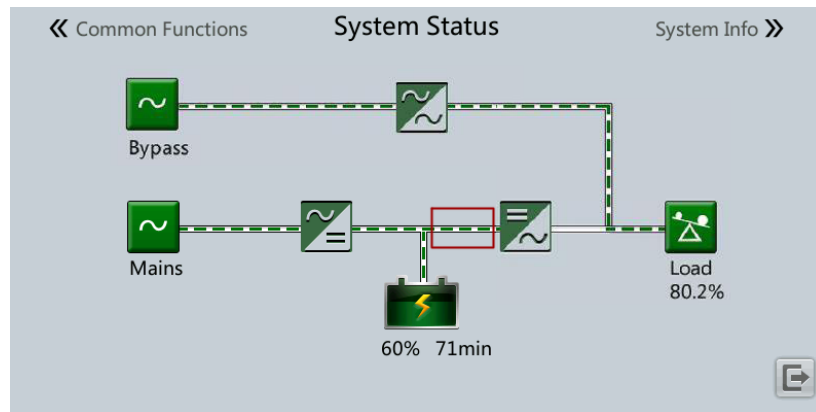 Common Functions
System Status
System Info
Bypass
Mains
Load
80.2%
60% 71min